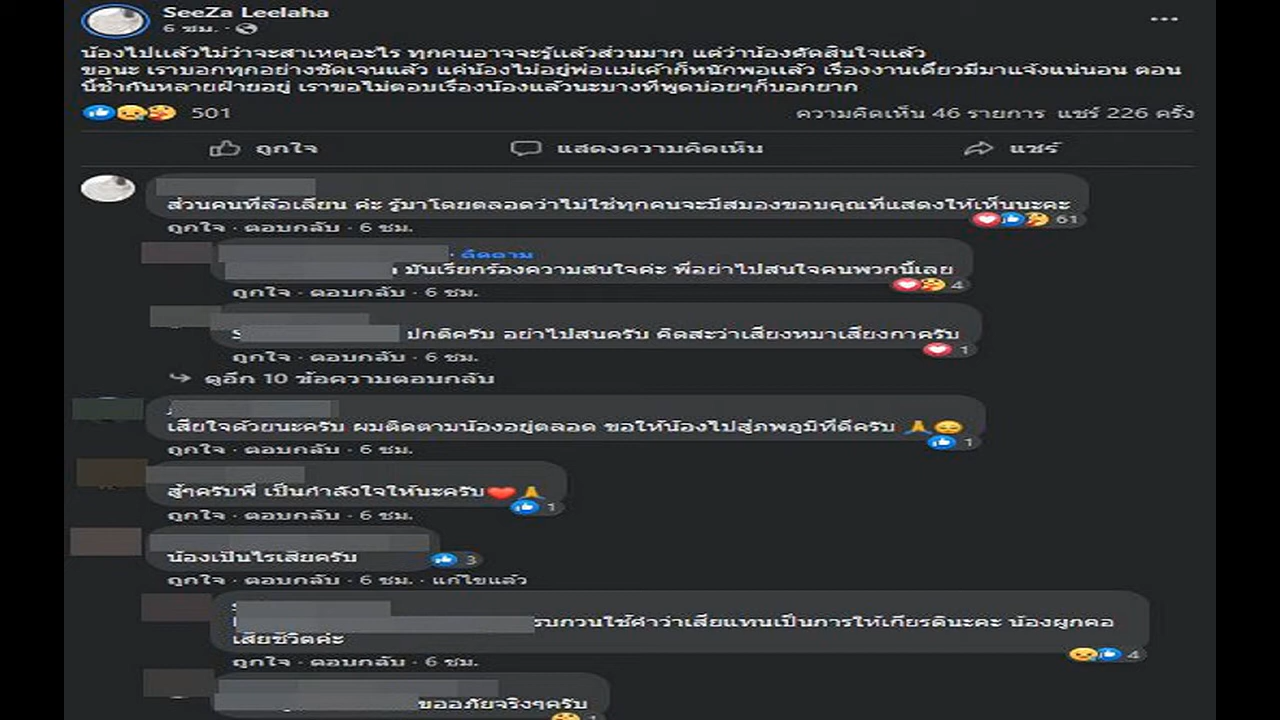 SeeZa Leelaha
6 ชม. ·
น้องไปแล้วไม่ว่าจะสาเหตุอะไร ทุกคนอาจจะรู้แล้วส่วนมาก แต่ว่าน้องตัดสินใจแล้ว
ขอนะ เราบอกทุกอย่างชัดเจนแล้ว แค่น้องไม่อยู่พ่อแม่เค้าก็หนักพอแล้ว เรื่องงานเดี๋ยวมีมาแจ้งแน่นอน ตอน
นี้ช้ำกันหลายฝ่ายอยู่ เราขอไม่ตอบเรื่องน้องแล้วนะบางทีพูดบ่อยๆก็บอกยาก
501 ความคิดเห็น 46 รายการ แชร์ 226 ครั้ง
ถูกใจ แสดงความคิดเห็น แชร์
ส่วนคนที่ล้อเลียน ค่ะ รู้มาโดยตลอดว่าไม่ใช่ทุกคนจะมีสมองขอบคุณที่แสดงให้เห็นนะคะ
61
ถูกใจ · ตอบกลับ · 6 ชม.
· ติดตาม
มันเรียกร้องความสนใจค่ะ พี่อย่าไปสนใจคนพวกนี้เลย
4
ถูกใจ · ตอบกลับ · 6 ชม.
ปกติครับ อย่าไปสนครับ คิดสะว่าเสียงหมาเสียงกาครับ
1
ถูกใจ · ตอบกลับ · 6 ชม.
ดูอีก 10 ข้อความตอบกลับ
เสียใจด้วยนะครับ ผมติดตามน้องอยู่ตลอด ขอให้น้องไปสู่ภพภูมิที่ดีครับ 🙏😔
1
ถูกใจ · ตอบกลับ · 6 ชม.
สู้ๆครับพี่ เป็นกำลังใจให้นะครับ❤️🙏
1
ถูกใจ · ตอบกลับ · 6 ชม.
น้องเป็นไรเสียครับ
3
ถูกใจ · ตอบกลับ · 6 ชม. · แก้ไขแล้ว
รบกวนใช้คำว่าเสียแทนเป็นการให้เกียรตินะคะ น้องผูกคอ
เสียชีวิตค่ะ
4
ถูกใจ · ตอบกลับ · 6 ชม.
ขออภัยจริงๆครับ